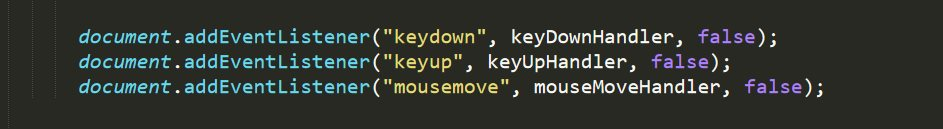 document.addEventListener("keydown", keyDownHandler, false);
document.addEventListener("keyup", keyUpHandler, false);
document.addEventListener("mousemove", mouseMoveHandler, false);